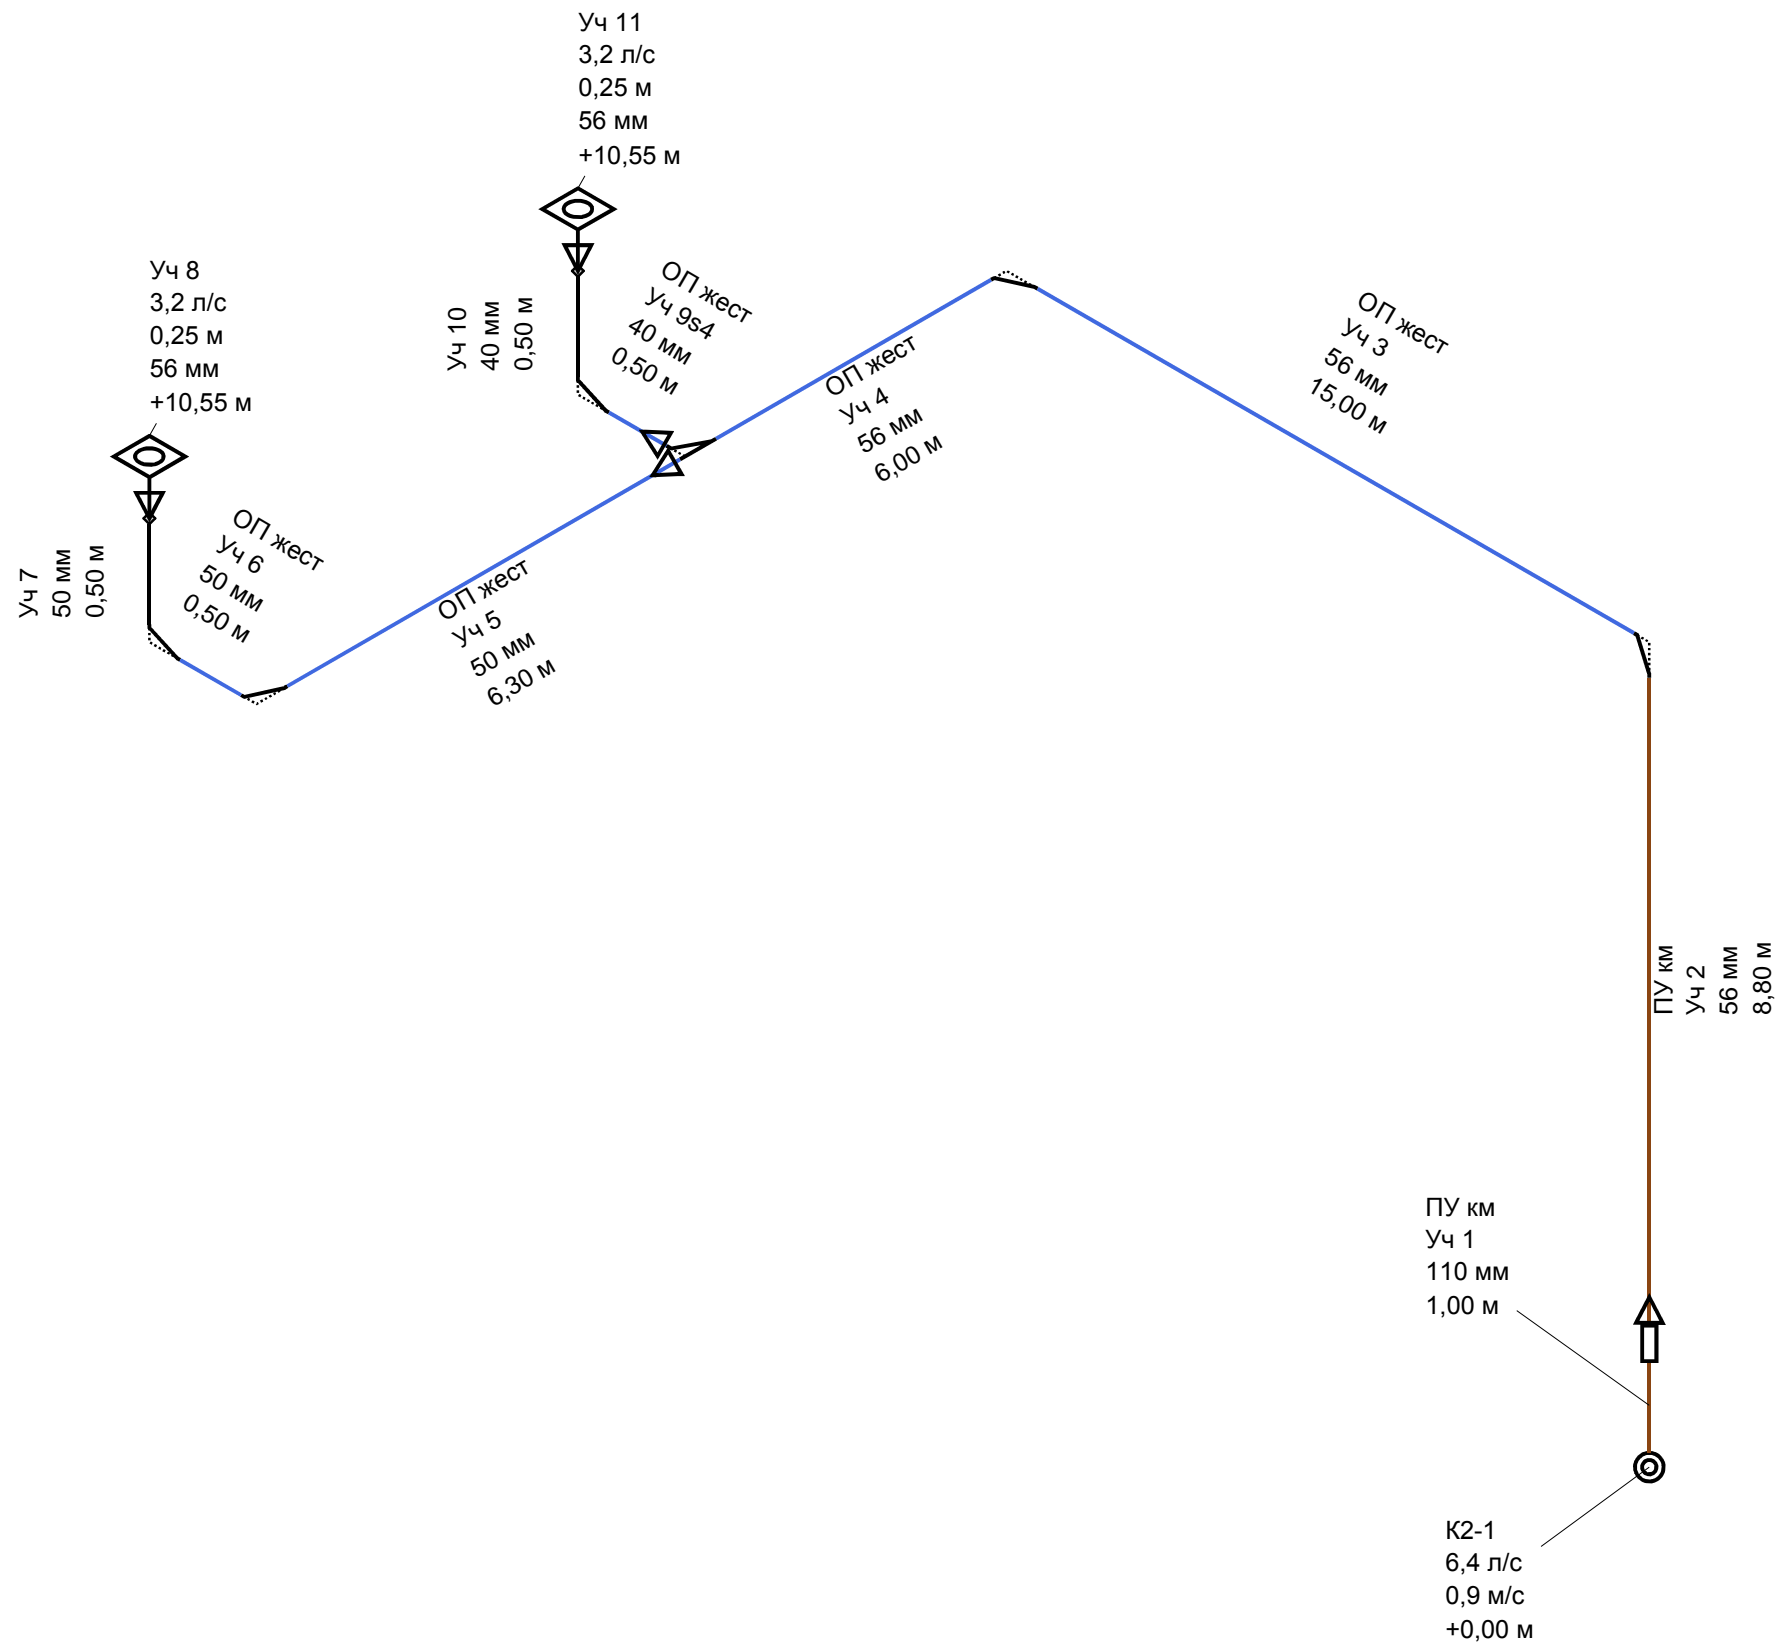 Уч 11
3,2 л/с
0,25 м
56 мм
+10,55 м
Уч 8
3,2 л/с
0,25 м
56 мм
+10,55 м
Уч 10
40 мм
0,50 м
ОП жест
Уч 9s4
40 мм
0,50 м
ОП жест
Уч 4
56 мм
6,00 м
ОП жест
Уч 3
56 мм
15,00 м
Уч 7
50 мм
0,50 м
ОП жест
Уч 6
50 мм
0,50 м
ОП жест
Уч 5
50 мм
6,30 м
ПУ км
Уч 2
56 мм
8,80 м
ПУ км
Уч 1
110 мм
1,00 м
К2-1
6,4 л/с
0,9 м/с
+0,00 м